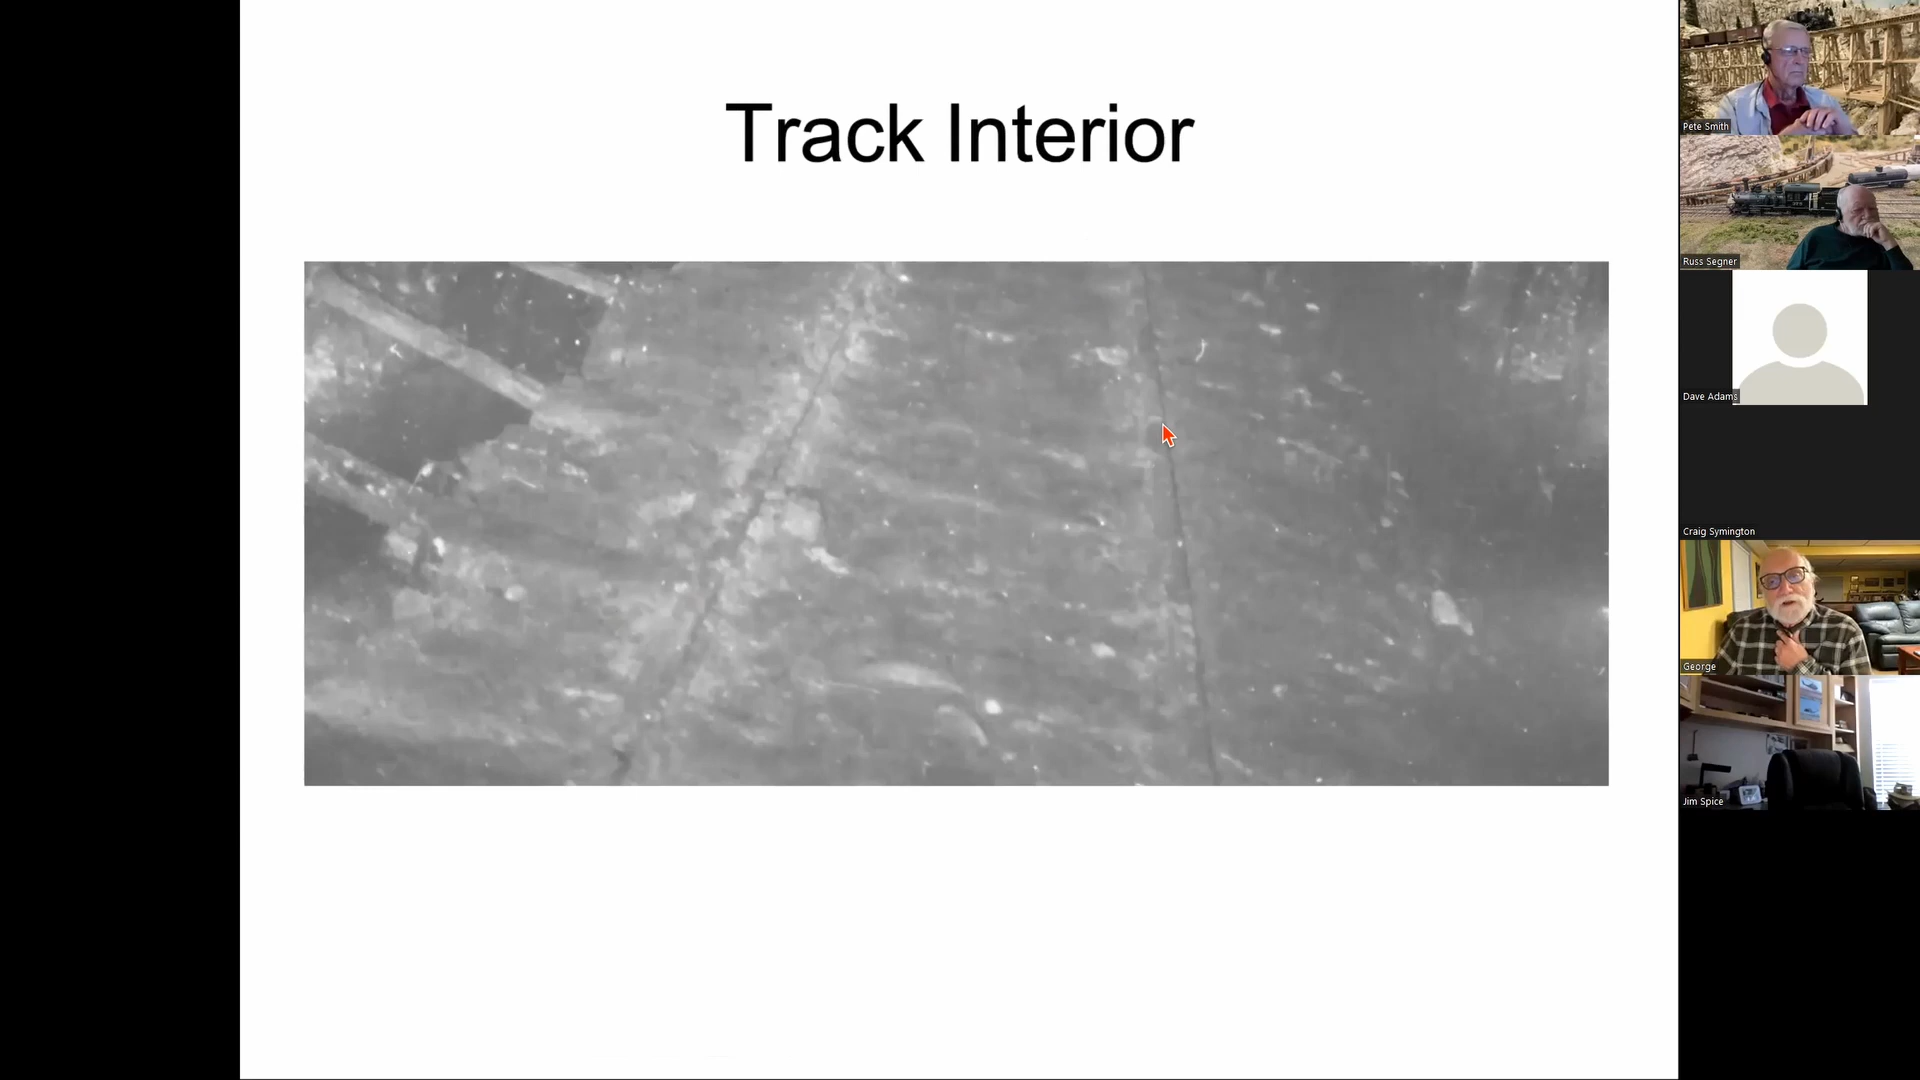 Track Interior
Pete Smith
Russ Segner
Dave Adams
Craig Symington
George
Jim Spice